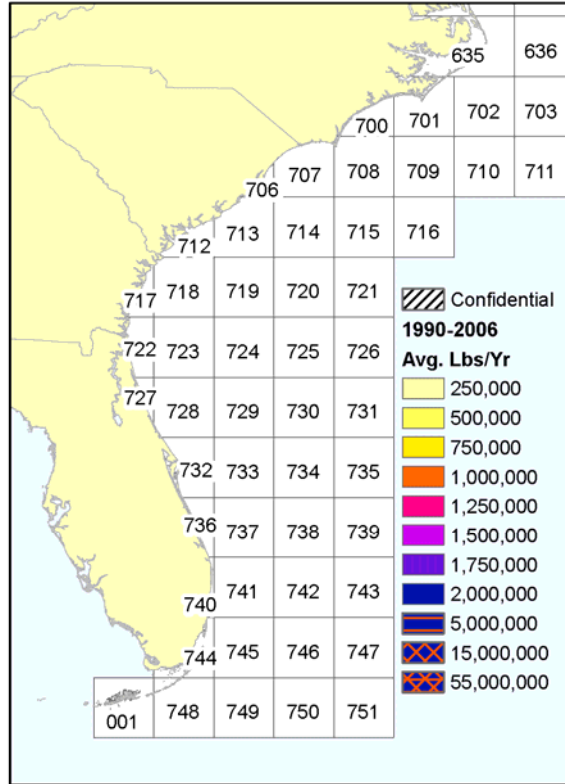 635 636
700 701 702 703
706 707 708 709 710 711
712 713 714 715 716
717 718 719 720 721
722 723 724 725 726
727 728 729 730 731
732 733 734 735
736 737 738 739
740 741 742 743
744 745 746 747
001 748 749 750 751
Confidential
1990-2006
Avg. Lbs/Yr
250,000
500,000
750,000
1,000,000
1,250,000
1,500,000
1,750,000
2,000,000
5,000,000
15,000,000
55,000,000